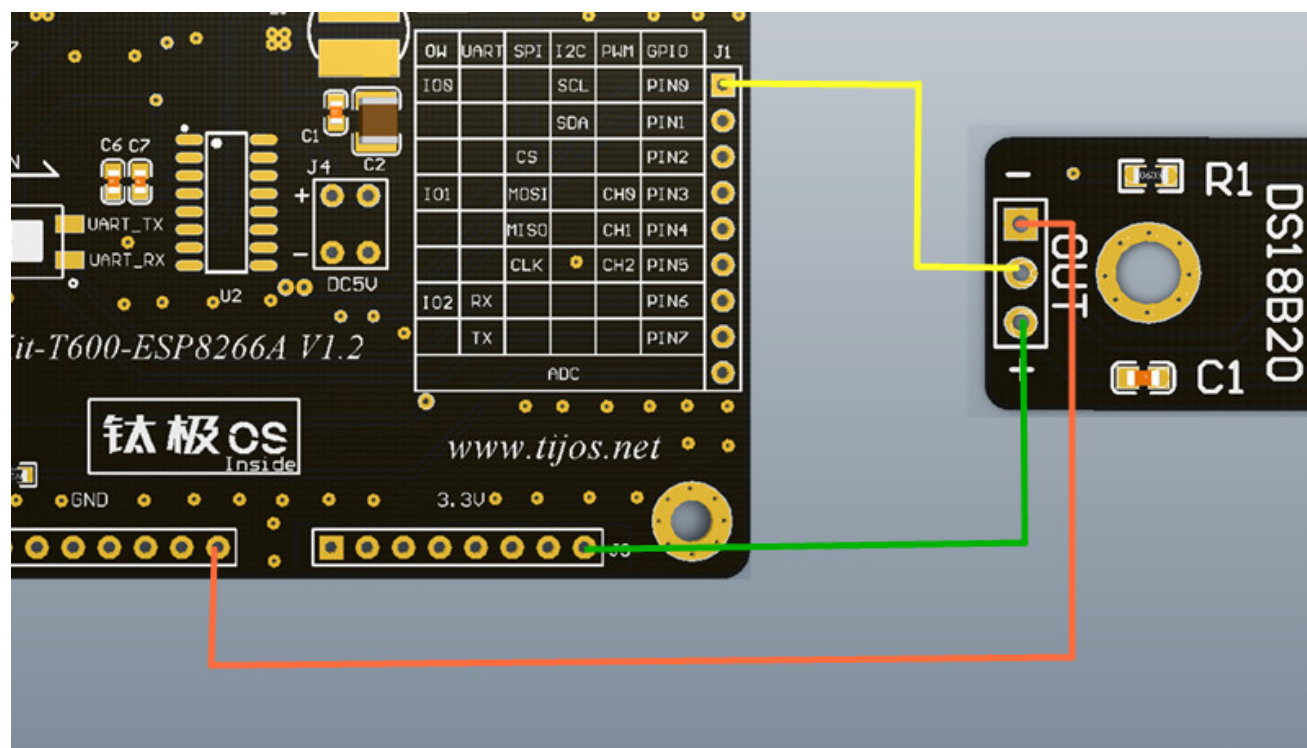 OW UART SPI I2C PWM GPIO J1
IO0 SCL PIN0
SDA PIN1
CS PIN2
IO1 MOSI CH0 PIN3
MISO CH1 PIN4
CLK CH2 PIN5
IO2 RX PIN6
TX PIN7
ADC
C1
C2
C6 C7
J4
+
-
DC5V
N
UART_TX
UART_RX
U2
it-T600-ESP8266A V1.2
钛极OS
Inside
www.tijos.net
GND
3.3V
- 
OUT
+
R1
C1
DS18B20